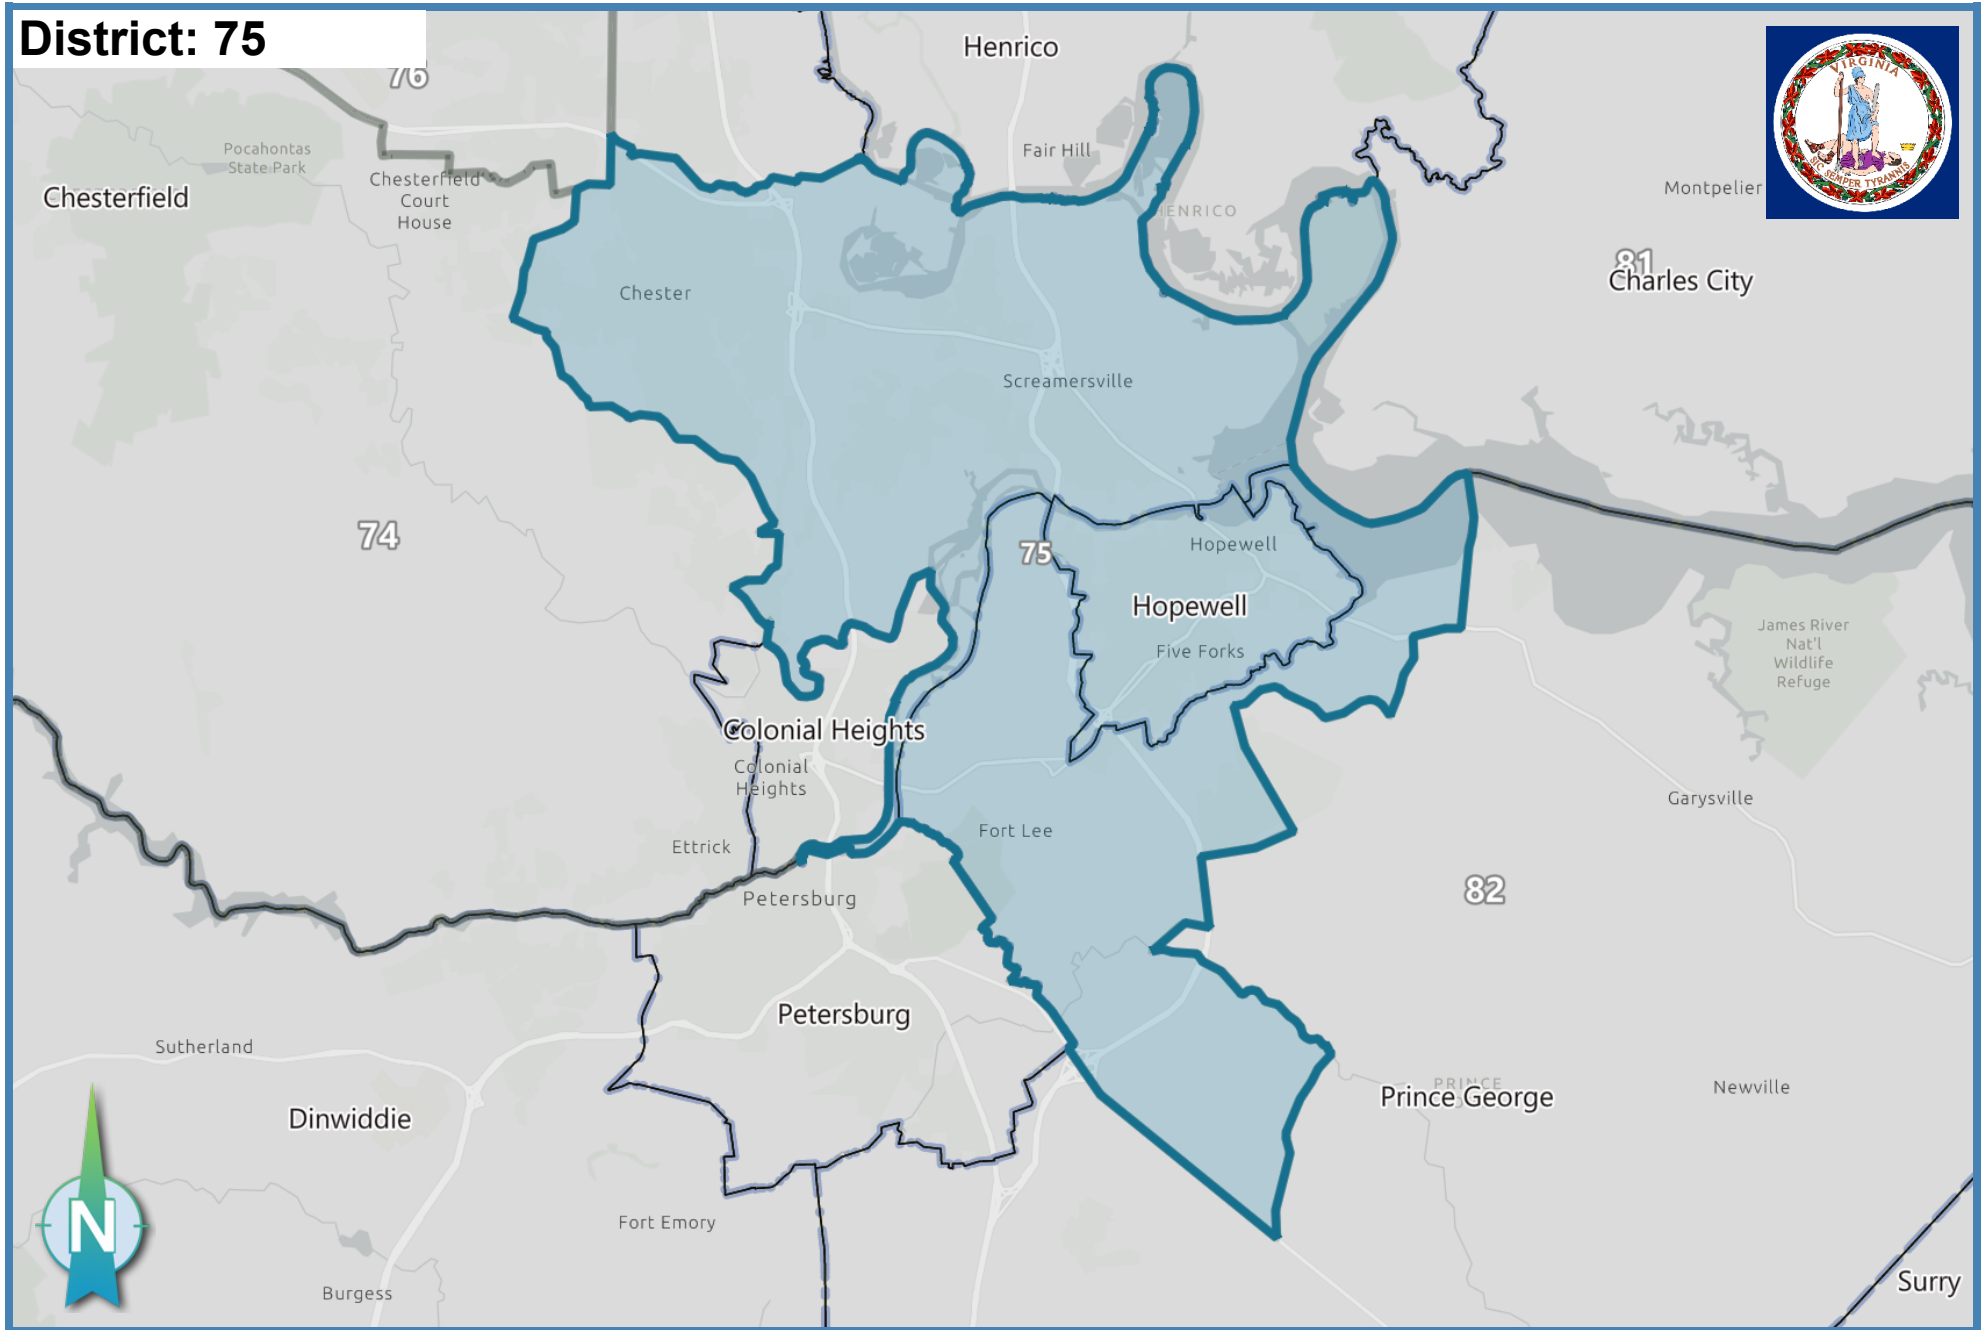 District: 75
76
Henrico
Pocahontas
State Park
Chesterfield
Chesterfield's
Court
House
Fair Hill
HENRICO
VIRGINIA
SIC SEMPER TYRANNIS
Montpelier
81
Charles City
Chester
Screamersville
74
75
Hopewell
Hopewell
Five Forks
James River
Nat'l
Wildlife
Refuge
Colonial Heights
Colonial
Heights
Garysville
Ettrick
Fort Lee
Petersburg
82
Petersburg
Sutherland
Dinwiddie
PRINCE
Prince George
Newville
N
Fort Emory
Burgess
Surry